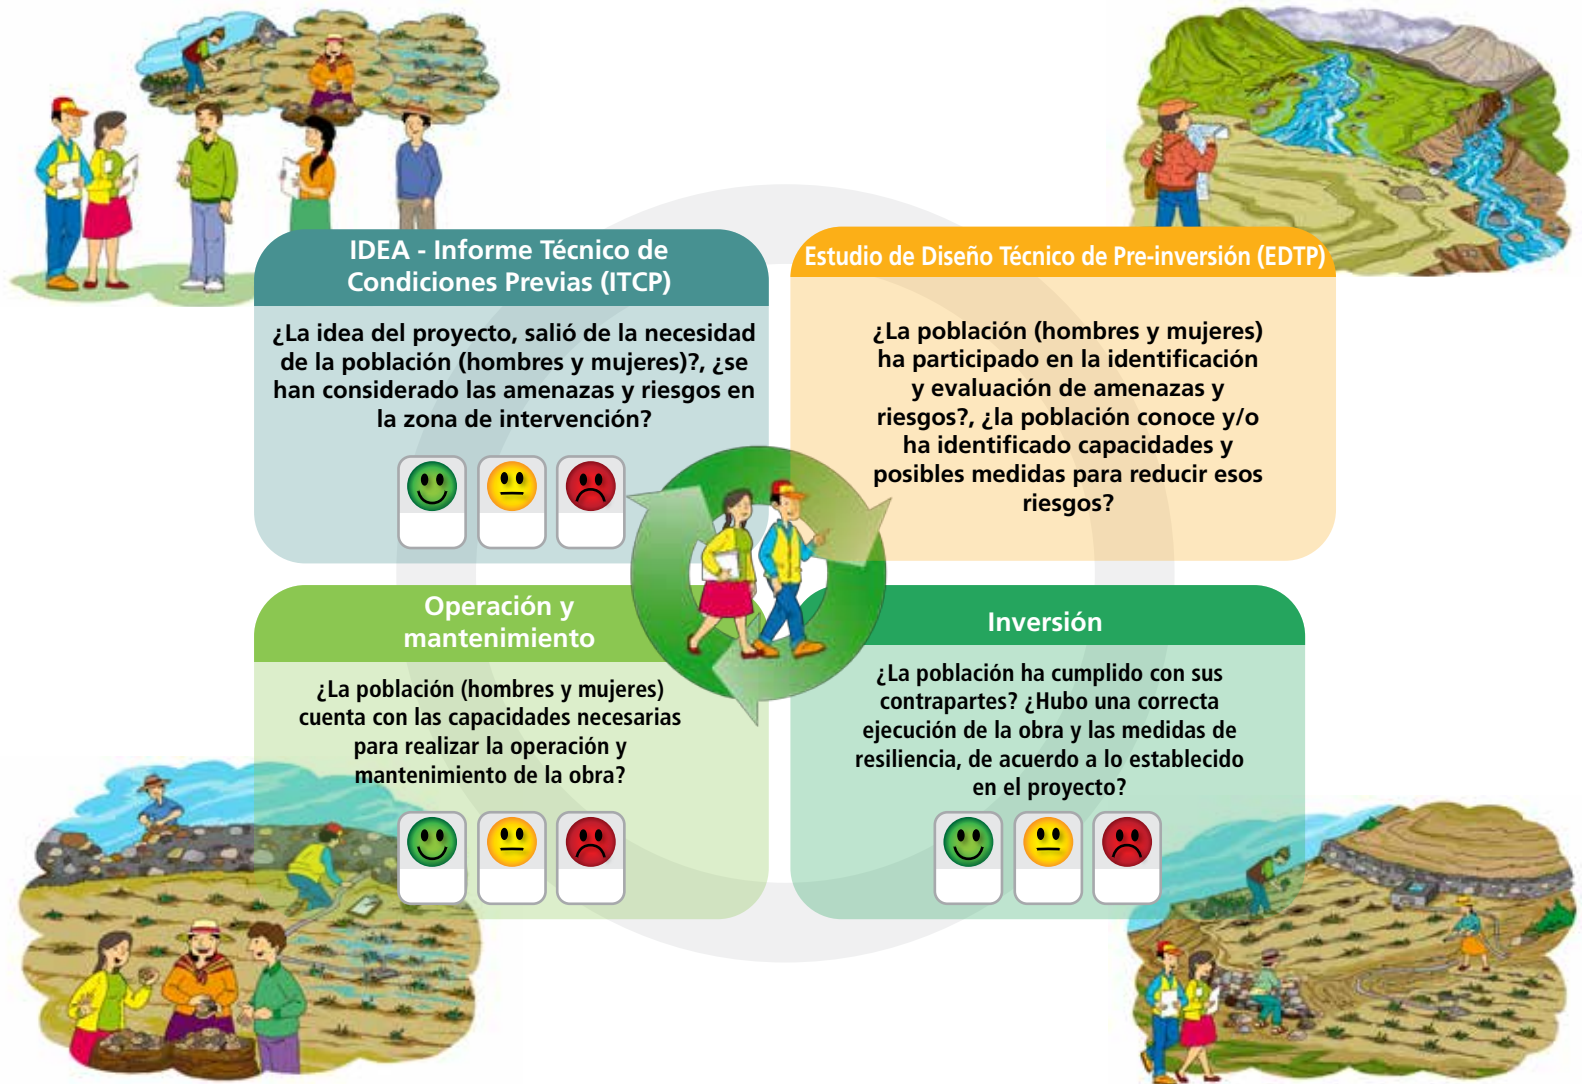 IDEA - Informe Técnico de
Condiciones Previas (ITCP)
¿La idea del proyecto, salió de la necesidad
de la población (hombres y mujeres)?, ¿se
han considerado las amenazas y riesgos en
la zona de intervención?
Estudio de Diseño Técnico de Pre-inversión (EDTP)
¿La población (hombres y mujeres)
ha participado en la identificación
y evaluación de amenazas y
riesgos?, ¿la población conoce y/o
ha identificado capacidades y
posibles medidas para reducir esos
riesgos?
Operación y
mantenimiento
¿La población (hombres y mujeres)
cuenta con las capacidades necesarias
para realizar la operación y
mantenimiento de la obra?
Inversión
¿La población ha cumplido con sus
contrapartes? ¿Hubo una correcta
ejecución de la obra y las medidas de
resiliencia, de acuerdo a lo establecido
en el proyecto?